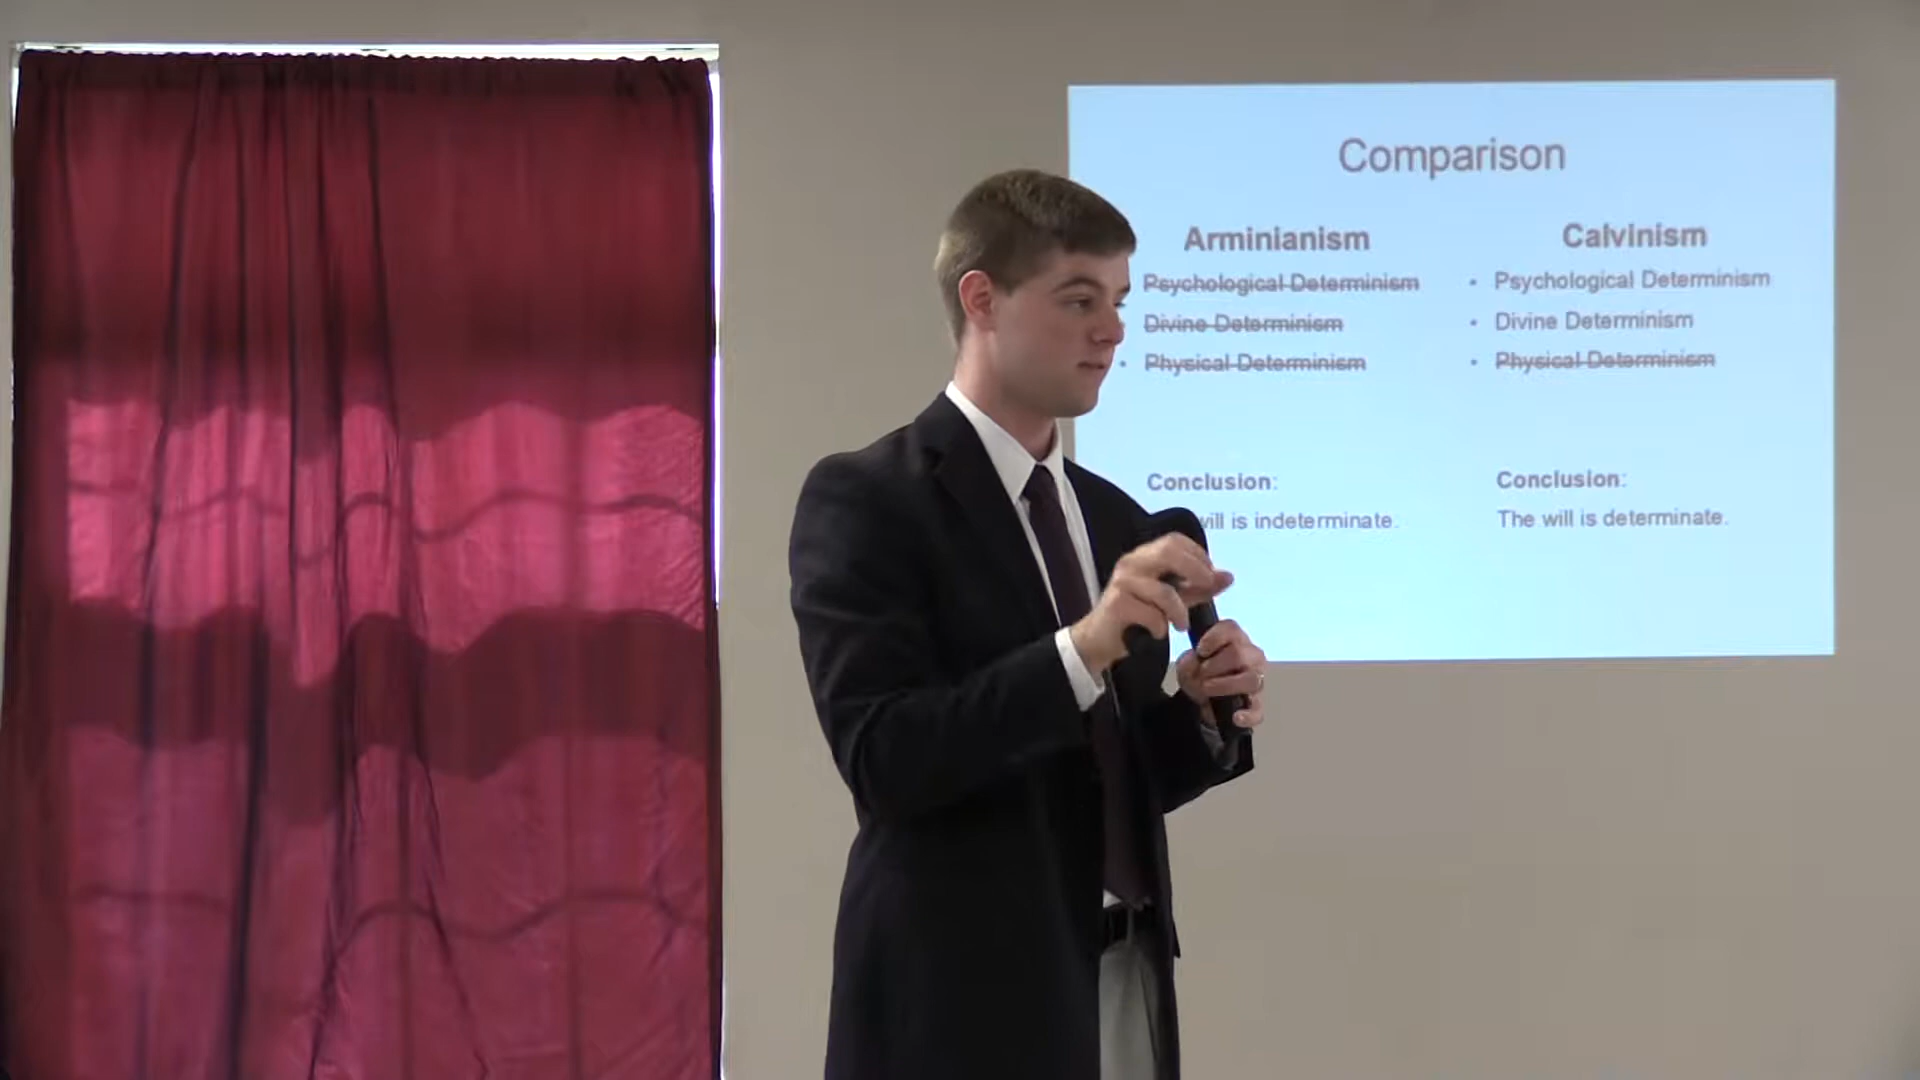 Comparison
Arminianism
Psychological Determinism
Divine Determinism
• Physical Determinism
Conclusion:
will is indeterminate.
Calvinism
• Psychological Determinism
• Divine Determinism
• Physical Determinism
Conclusion:
The will is determinate.